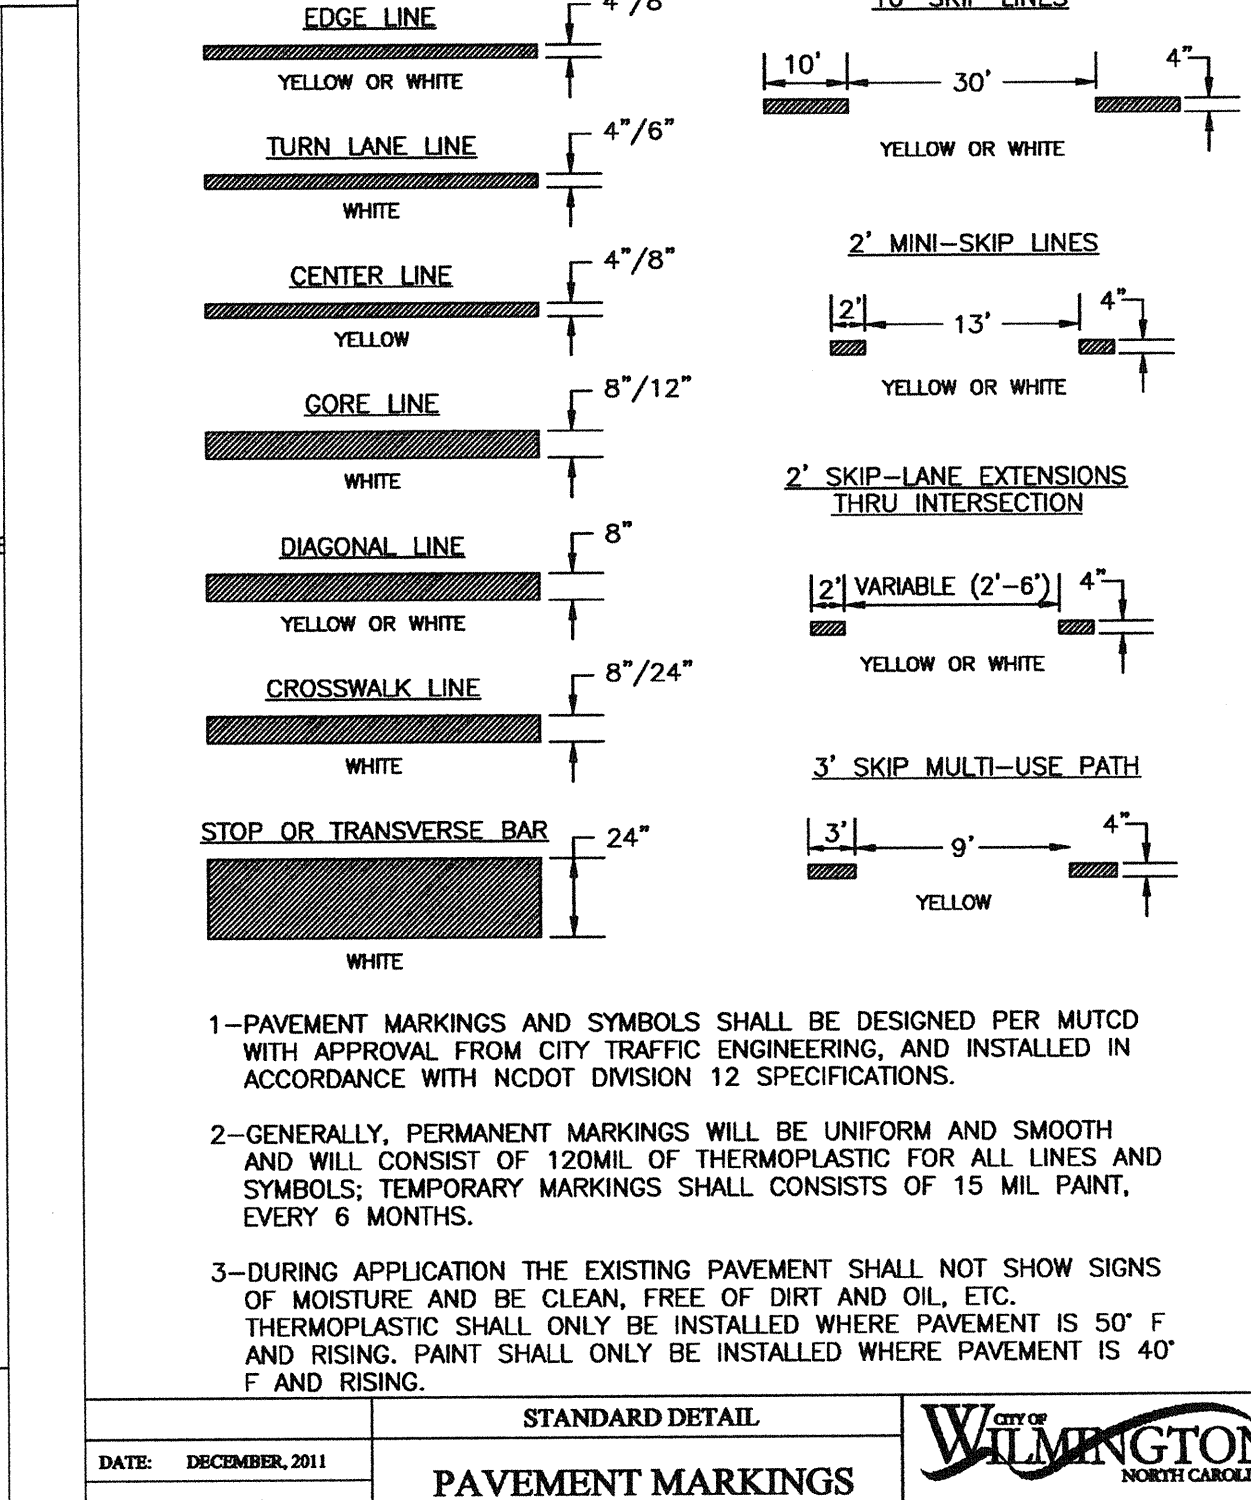 EDGE LINE
YELLOW OR WHITE
TURN LANE LINE
4"/6"
WHITE
CENTER LINE
4"/8"
YELLOW
GORE LINE
8"/12"
WHITE
DIAGONAL LINE
8"
YELLOW OR WHITE
CROSSWALK LINE
8"/24"
WHITE
STOP OR TRANSVERSE BAR
24"
WHITE
SKIP LINES
10'
30'
4"
YELLOW OR WHITE
2' MINI-SKIP LINES
2'
13'
4"
YELLOW OR WHITE
2' SKIP-LANE EXTENSIONS
THRU INTERSECTION
2'
VARIABLE (2'-6')
4"
YELLOW OR WHITE
3' SKIP MULTI-USE PATH
3'
9'
4"
YELLOW
1-PAVEMENT MARKINGS AND SYMBOLS SHALL BE DESIGNED PER MUTCD
WITH APPROVAL FROM CITY TRAFFIC ENGINEERING, AND INSTALLED IN
ACCORDANCE WITH NCDOT DIVISION 12 SPECIFICATIONS.
2-GENERALLY, PERMANENT MARKINGS WILL BE UNIFORM AND SMOOTH
AND WILL CONSIST OF 120MIL OF THERMOPLASTIC FOR ALL LINES AND
SYMBOLS; TEMPORARY MARKINGS SHALL CONSISTS OF 15 MIL PAINT,
EVERY 6 MONTHS.
3-DURING APPLICATION THE EXISTING PAVEMENT SHALL NOT SHOW SIGNS
OF MOISTURE AND BE CLEAN, FREE OF DIRT AND OIL, ETC.
THERMOPLASTIC SHALL ONLY BE INSTALLED WHERE PAVEMENT IS 50° F
AND RISING. PAINT SHALL ONLY BE INSTALLED WHERE PAVEMENT IS 40°
F AND RISING.
STANDARD DETAIL
DATE: DECEMBER, 2011
PAVEMENT MARKINGS
CITY OF
WILMINGTON
NORTH CAROLI